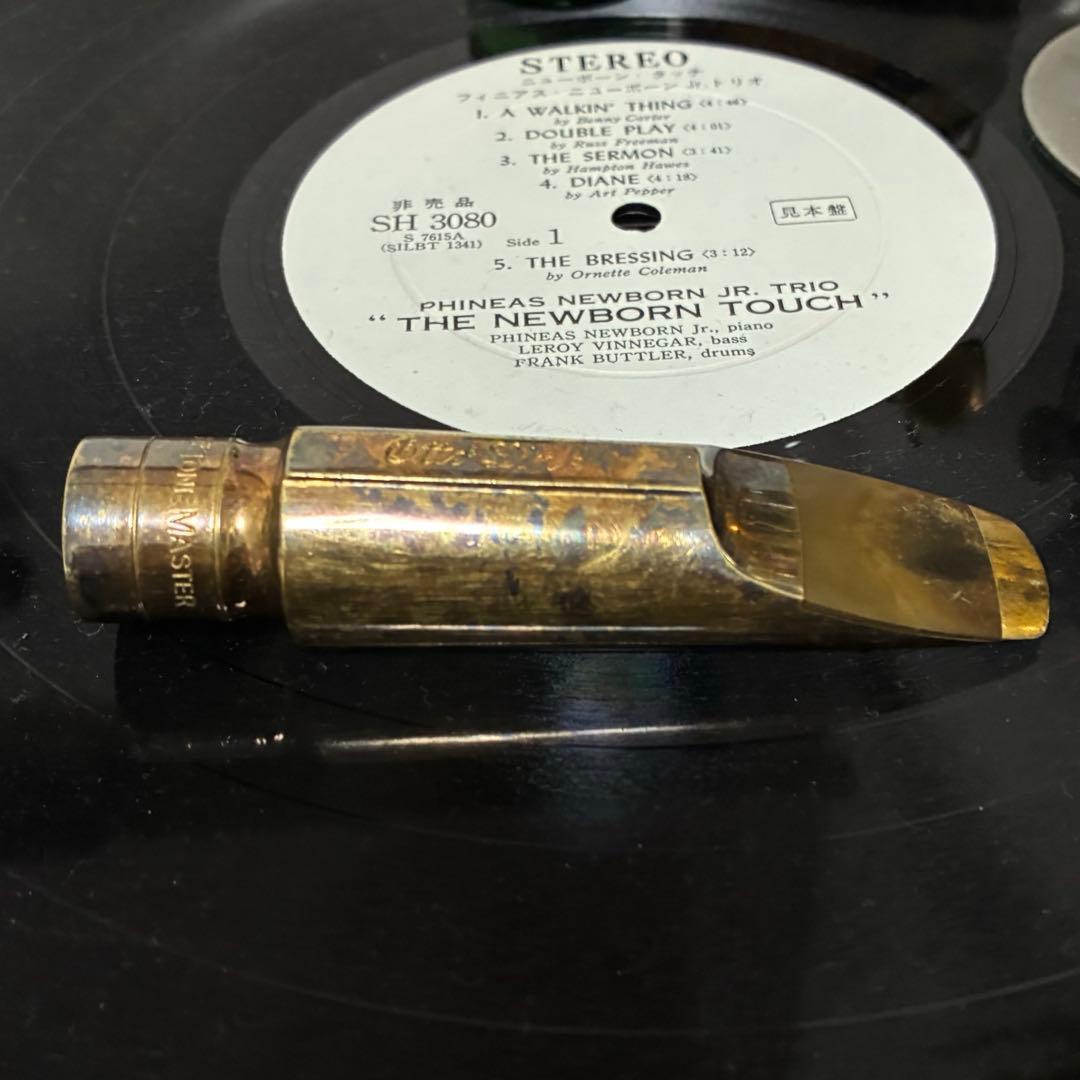 STEREO
ニューボーン・タッチ
フィニアス・ニューボーン Jr. トリオ
1. A WALKIN' THING <4:46>
by Benny Carter
2. DOUBLE PLAY <4:01>
by Russ Freeman
3. THE SERMON <3:41>
by Hampton Hawes
4. DIANE <4:18>
by Art Pepper
非売品
SH 3080
S 7615A
(SILBT 1341)
Side 1
見本盤
5. THE BRESSING <3:12>
by Ornette Coleman
PHINEAS NEWBORN JR. TRIO
“THE NEWBORN TOUCH”
PHINEAS NEWBORN Jr., piano
LEROY VINNEGAR, bass
FRANK BUTTLER, drums
TONE MASTER